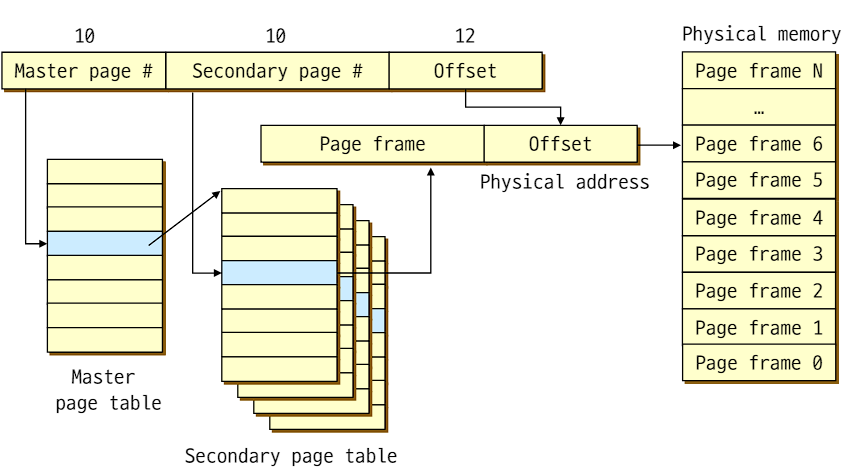 10 10 12
Master page # Secondary page # Offset
Page frame Offset
Physical address
Physical memory
Page frame N
…
Page frame 6
Page frame 5
Page frame 4
Page frame 3
Page frame 2
Page frame 1
Page frame 0
Master
page table
Secondary page table